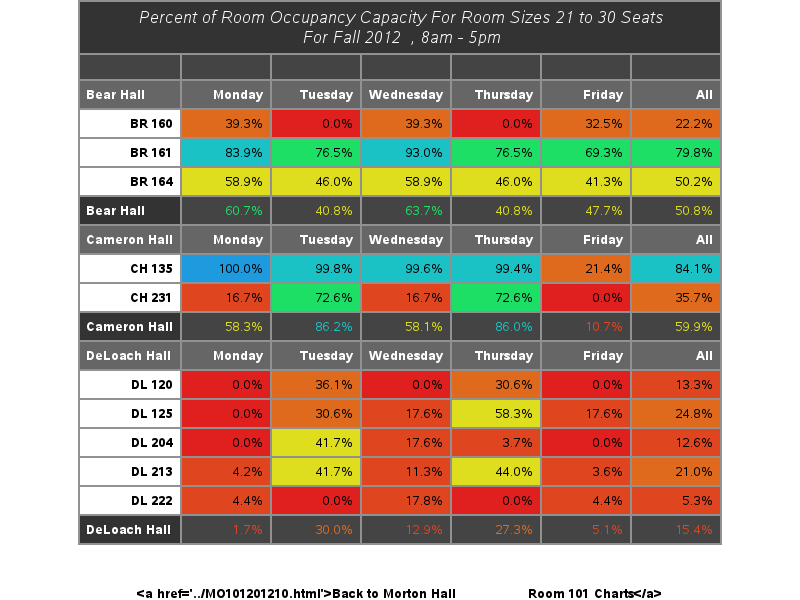 Percent of Room Occupancy Capacity For Room Sizes 21 to 30 Seats
For Fall 2012 , 8am - 5pm
Bear Hall Monday Tuesday Wednesday Thursday Friday All
BR 160 39.3% 0.0% 39.3% 0.0% 32.5% 22.2%
BR 161 83.9% 76.5% 93.0% 76.5% 69.3% 79.8%
BR 164 58.9% 46.0% 58.9% 46.0% 41.3% 50.2%
Bear Hall 60.7% 40.8% 63.7% 40.8% 47.7% 50.8%
Cameron Hall Monday Tuesday Wednesday Thursday Friday All
CH 135 100.0% 99.8% 99.6% 99.4% 21.4% 84.1%
CH 231 16.7% 72.6% 16.7% 72.6% 0.0% 35.7%
Cameron Hall 58.3% 86.2% 58.1% 86.0% 10.7% 59.9%
DeLoach Hall Monday Tuesday Wednesday Thursday Friday All
DL 120 0.0% 36.1% 0.0% 30.6% 0.0% 13.3%
DL 125 0.0% 30.6% 17.6% 58.3% 17.6% 24.8%
DL 204 0.0% 41.7% 17.6% 3.7% 0.0% 12.6%
DL 213 4.2% 41.7% 11.3% 44.0% 3.6% 21.0%
DL 222 4.4% 0.0% 17.8% 0.0% 4.4% 5.3%
DeLoach Hall 1.7% 30.0% 12.9% 27.3% 5.1% 15.4%
<a href='../MO101201210.html'>Back to Morton Hall Room 101 Charts</a>